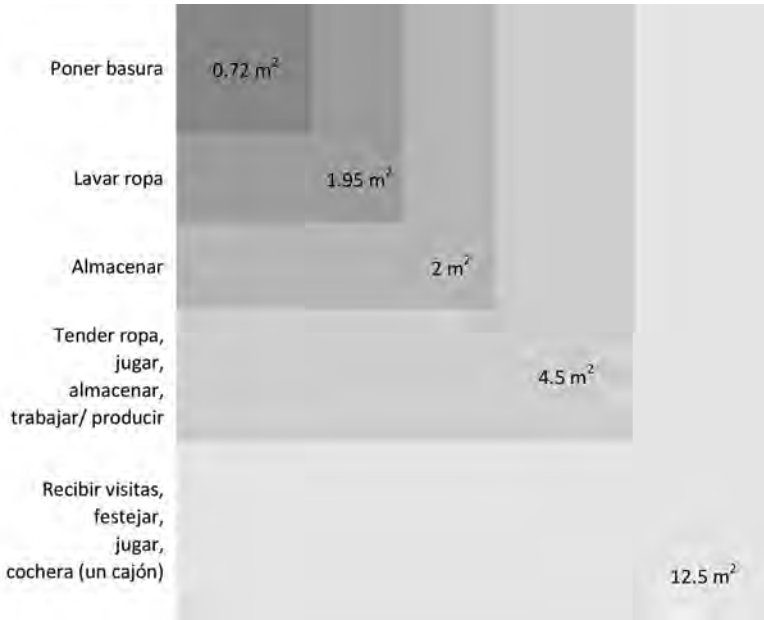 Poner basura
0.72 m²
Lavar ropa
1.95 m²
Almacenar
2 m²
Tender ropa,
jugar,
almacenar,
trabajar/ producir
4.5 m²
Recibir visitas,
festejar,
jugar,
cochera (un cajón)
12.5 m²